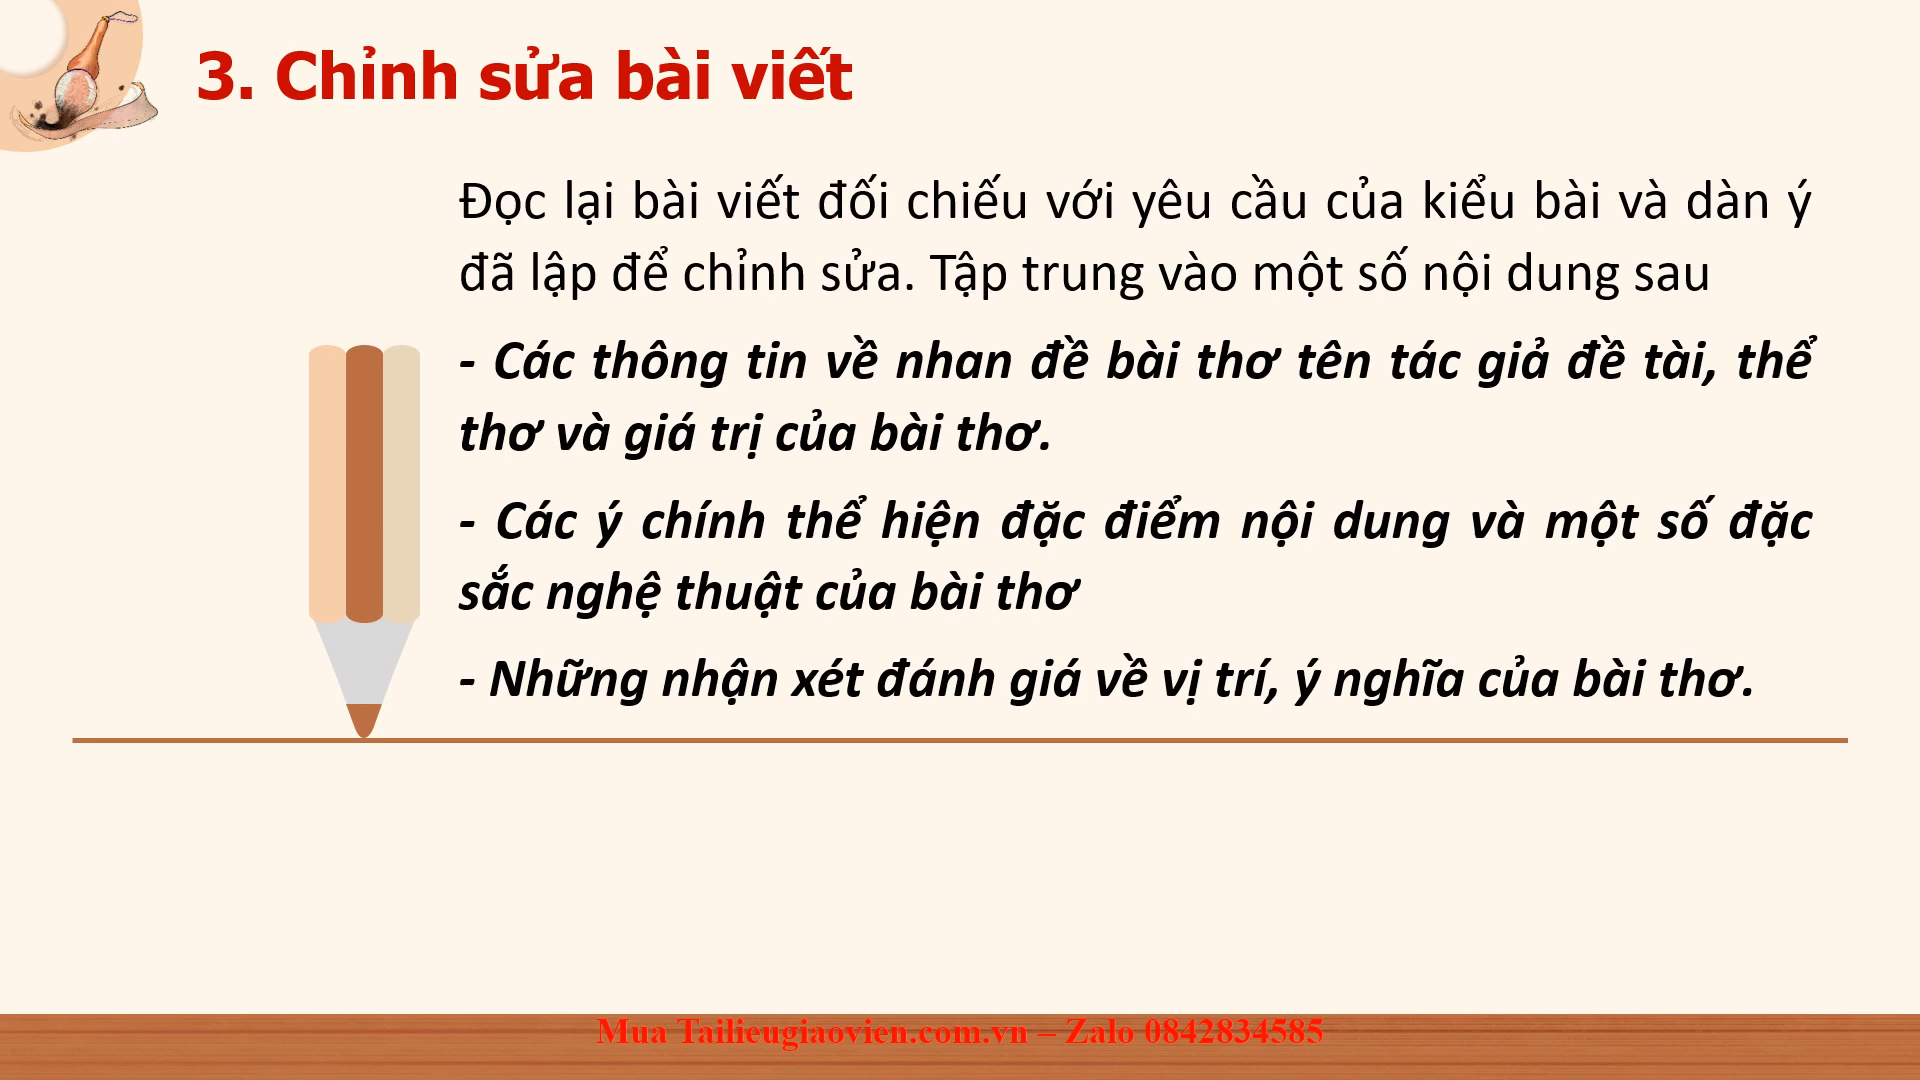 3. Chỉnh sửa bài viết
Đọc lại bài viết đối chiếu với yêu cầu của kiểu bài và dàn ý
đã lập để chỉnh sửa. Tập trung vào một số nội dung sau
- Các thông tin về nhan đề bài thơ tên tác giả đề tài, thể
thơ và giá trị của bài thơ.
- Các ý chính thể hiện đặc điểm nội dung và một số đặc
sắc nghệ thuật của bài thơ
- Những nhận xét đánh giá về vị trí, ý nghĩa của bài thơ.
Mua Tailieugiaovien.com.vn – Zalo 0842834585